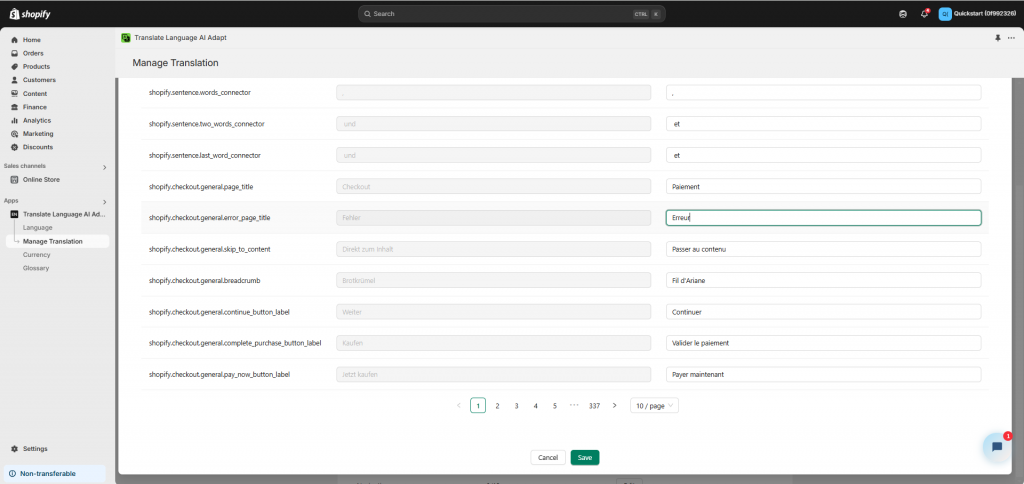 shopify
Search
CTRL K
QI
Quickstart (0f992326)
Home
Orders
Products
Customers
Content
Finance
Analytics
Marketing
Discounts
Sales channels
Online Store
Apps
Translate Language AI Ad...
Language
Manage Translation
Currency
Glossary
Settings
Non-transferable
Translate Language AI Adapt
Manage Translation
shopify.sentence.words_connector , ,
shopify.sentence.two_words_connector und et
shopify.sentence.last_word_connector und et
shopify.checkout.general.page_title Checkout Paiement
shopify.checkout.general.error_page_title Fehler Erreur
shopify.checkout.general.skip_to_content Direkt zum Inhalt Passer au contenu
shopify.checkout.general.breadcrumb Brotkrümel Fil d'Ariane
shopify.checkout.general.continue_button_label Weiter Continuer
shopify.checkout.general.complete_purchase_button_label Kaufen Valider le paiement
shopify.checkout.general.pay_now_button_label Jetzt kaufen Payer maintenant
1 2 3 4 5 ··· 337 10 / page
Cancel Save
1